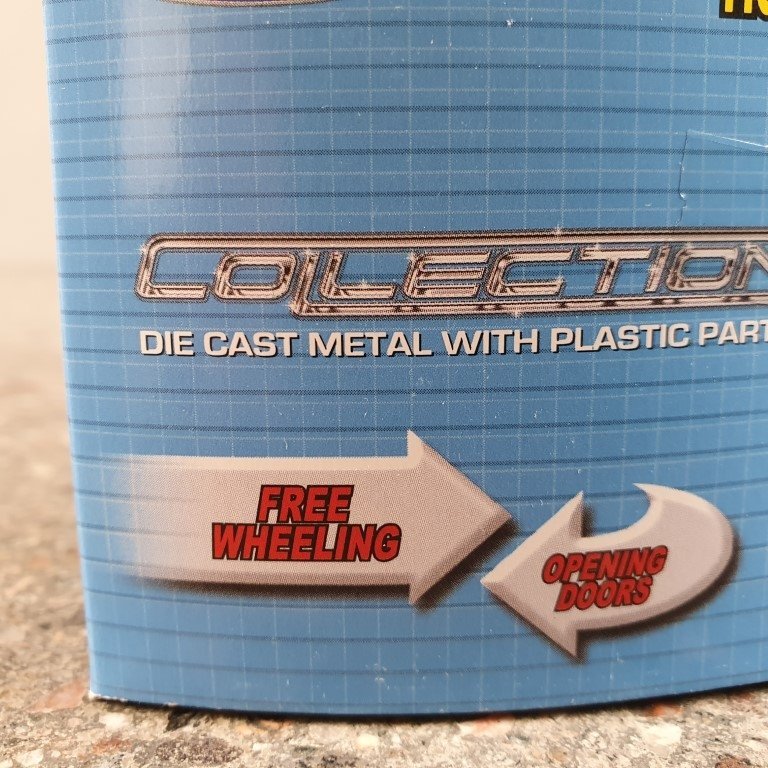 COLLECTION
DIE CAST METAL WITH PLASTIC PART
FREE
WHEELING
OPENING
DOORS